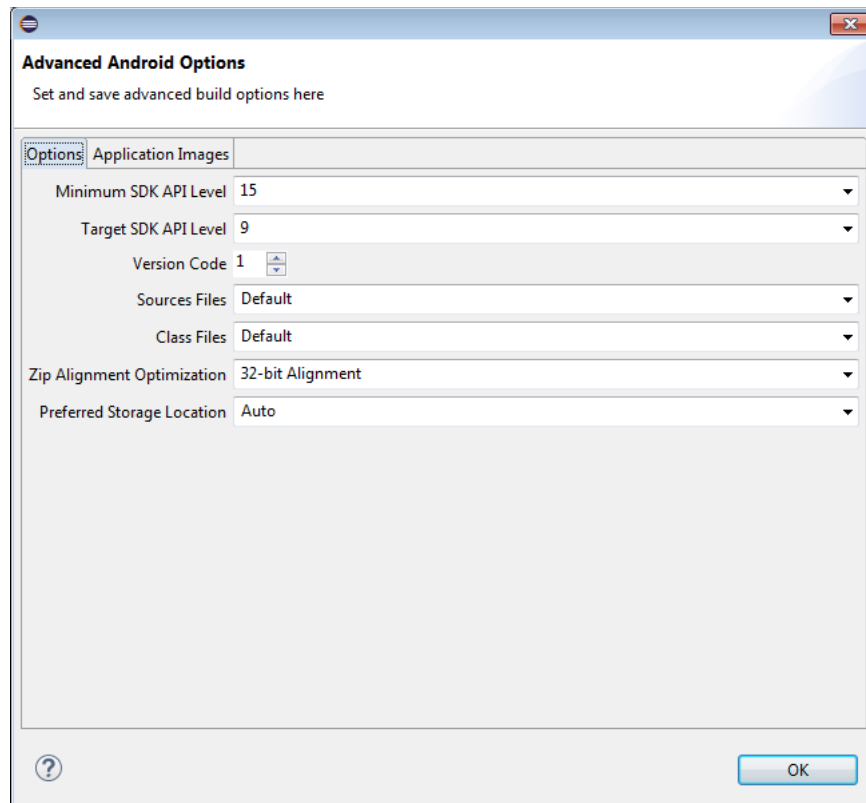 Advanced Android Options
Set and save advanced build options here
Options Application Images
Minimum SDK API Level 15
Target SDK API Level 9
Version Code 1
Sources Files Default
Class Files Default
Zip Alignment Optimization 32-bit Alignment
Preferred Storage Location Auto
?
OK